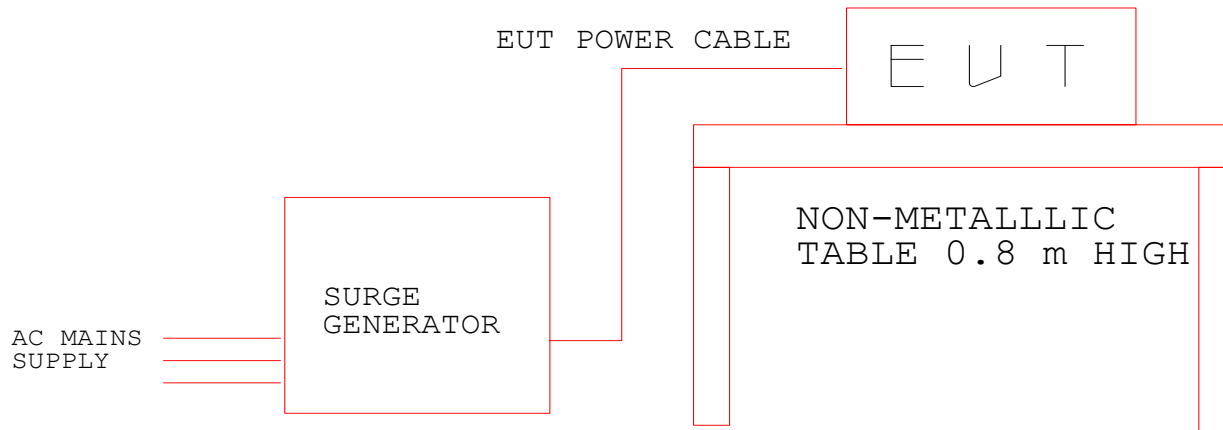 EUT POWER CABLE
EUT
NON-METALLLIC
TABLE 0.8 m HIGH
SURGE
GENERATOR
AC MAINS
SUPPLY